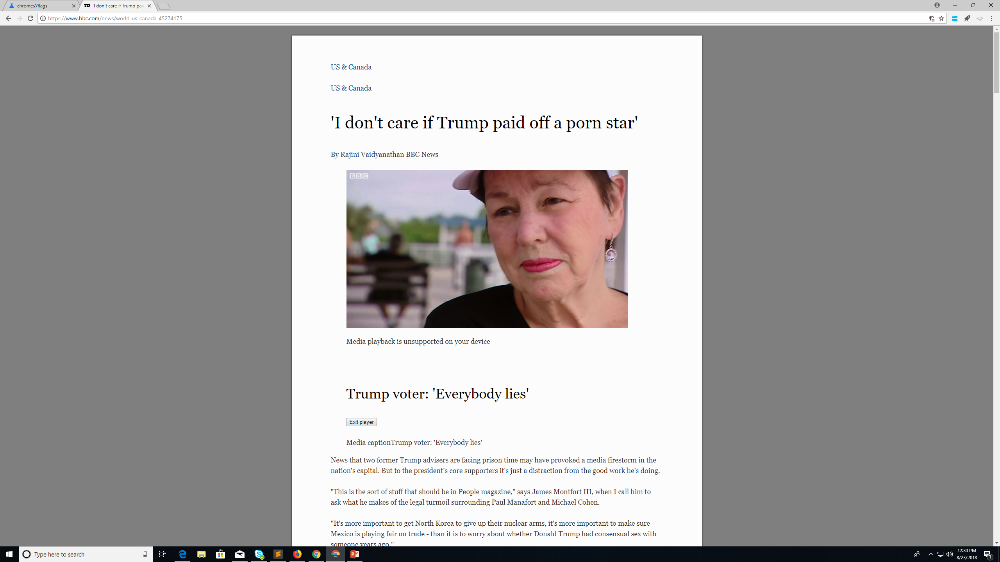 chrome://flags
'I don't care if Trump paid
https://www.bbc.com/news/world-us-canada-45274175
US & Canada
US & Canada
'I don't care if Trump paid off a porn star'
By Rajini Vaidyanathan BBC News
BBC
Media playback is unsupported on your device
Trump voter: 'Everybody lies'
Exit player
Media captionTrump voter: 'Everybody lies'
News that two former Trump advisers are facing prison time may have provoked a media firestorm in the
nation's capital. But to the president's core supporters it's just a distraction from the good work he's doing.
"This is the sort of stuff that should be in People magazine," says James Montfort III, when I call him to
ask what he makes of the legal turmoil surrounding Paul Manafort and Michael Cohen.
"It's more important to get North Korea to give up their nuclear arms, it's more important to make sure
Mexico is playing fair on trade - than it is to worry about whether Donald Trump had consensual sex with
someone years ago."
Type here to search
12:30 PM
8/23/2018
1